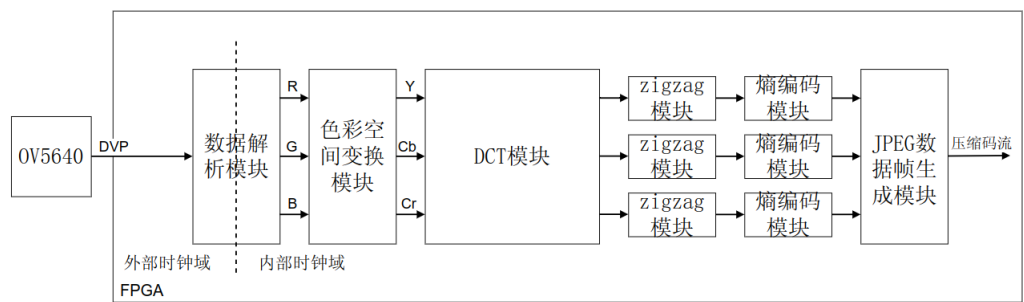 OV5640
DVP
数据解
析模块
R
G
B
色彩空
间变换
模块
Y
Cb
Cr
DCT模块
zigzag
模块
熵编码
模块
zigzag
模块
熵编码
模块
zigzag
模块
熵编码
模块
JPEG数
据帧生
成模块
压缩码流
外部时钟域
内部时钟域
FPGA